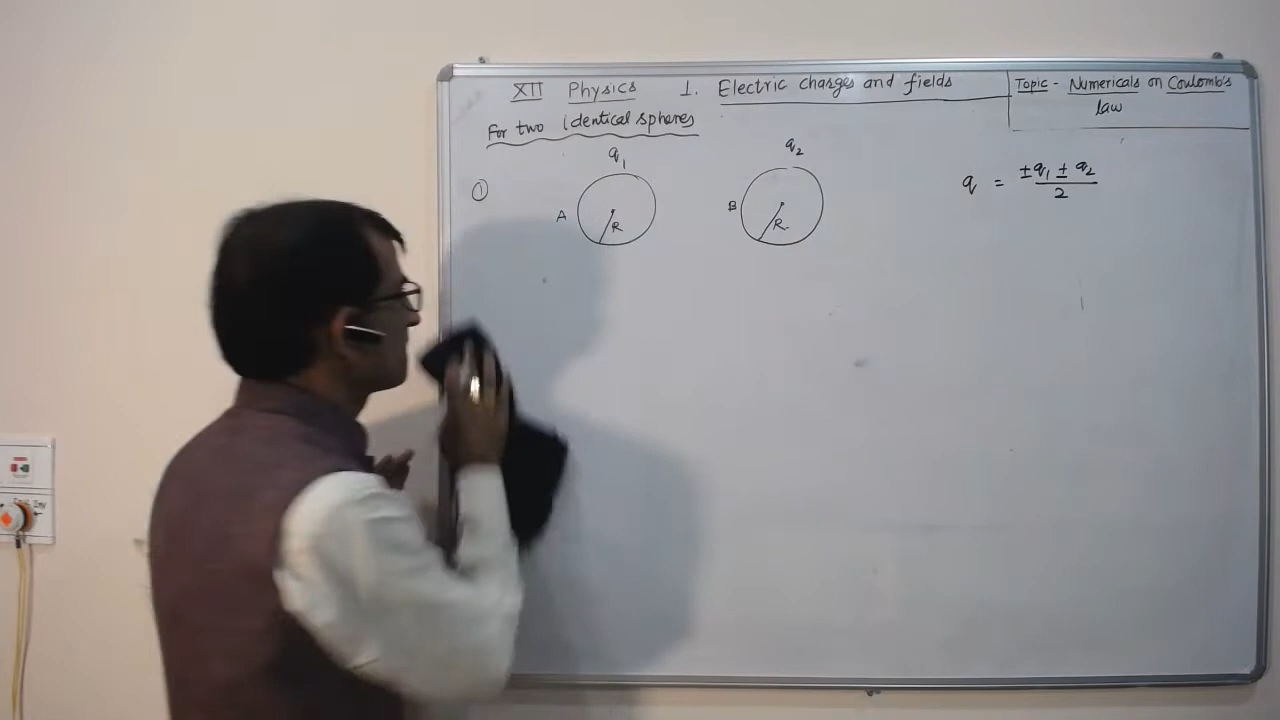 XII Physics 1. Electric charges and fields
Topic - Numericals on Coulomb's
law
For two identical spheres
①
q₁
q₂
A
R
B
R
q = ±q₁ ± q₂
2